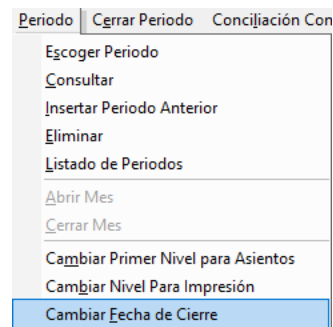 Periodo Cerrar Periodo Conciliación Con
Escoger Periodo
Consultar
Insertar Periodo Anterior
Eliminar
Listado de Periodos
Abrir Mes
Cerrar Mes
Cambiar Primer Nivel para Asientos
Cambiar Nivel Para Impresión
Cambiar Fecha de Cierre